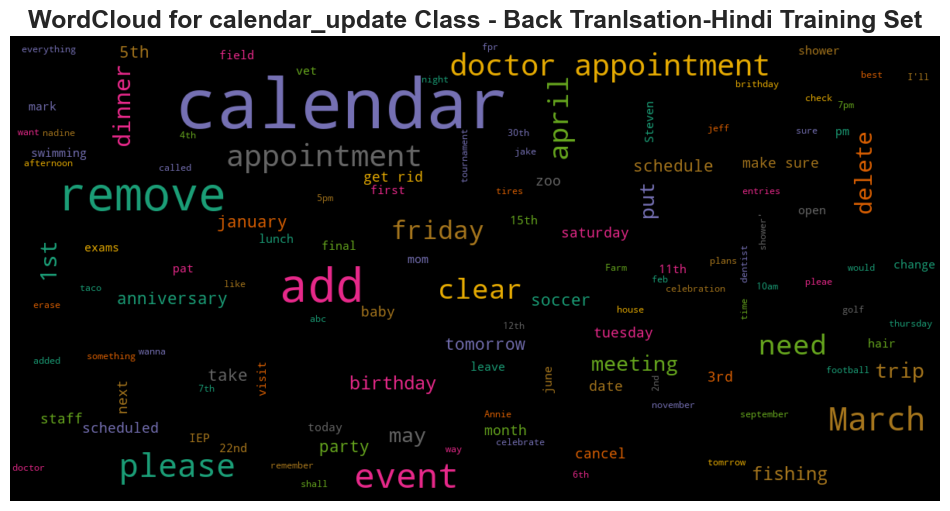 WordCloud for calendar_update Class - Back Tranlsation-Hindi Training Set
everything
5th
field
fpr
shower
vet
doctor appointment
best
I'll
dinner
calendar
night
april
brithday
check
mark
7pm
want
nadine
4th
Steven
30th
jeff
sure
pm
swimming
appointment
tournament
jake
afternoon
called
get rid
zoo
schedule
make sure
delete
remove
5pm
first
tires
put
entries
january
15th
open
friday
saturday
shower'
1st
exams
lunch
final
mom
plans
dentist
would
change
pat
Farm
11th
feb
taco
like
add
clear
celebration
10am
pleae
erase
anniversary
baby
soccer
house
time
golf
abc
12th
tuesday
thursday
added
something
wanna
tomorrow
need
hair
take
visit
leave
meeting
football
trip
next
7th
birthday
june
date
2nd
3rd
staff
scheduled
today
may
Annie
month
november
september
March
IEP
22nd
party
way
celebrate
cancel
doctor
please
remember
shall
event
6th
tomrrow
fishing